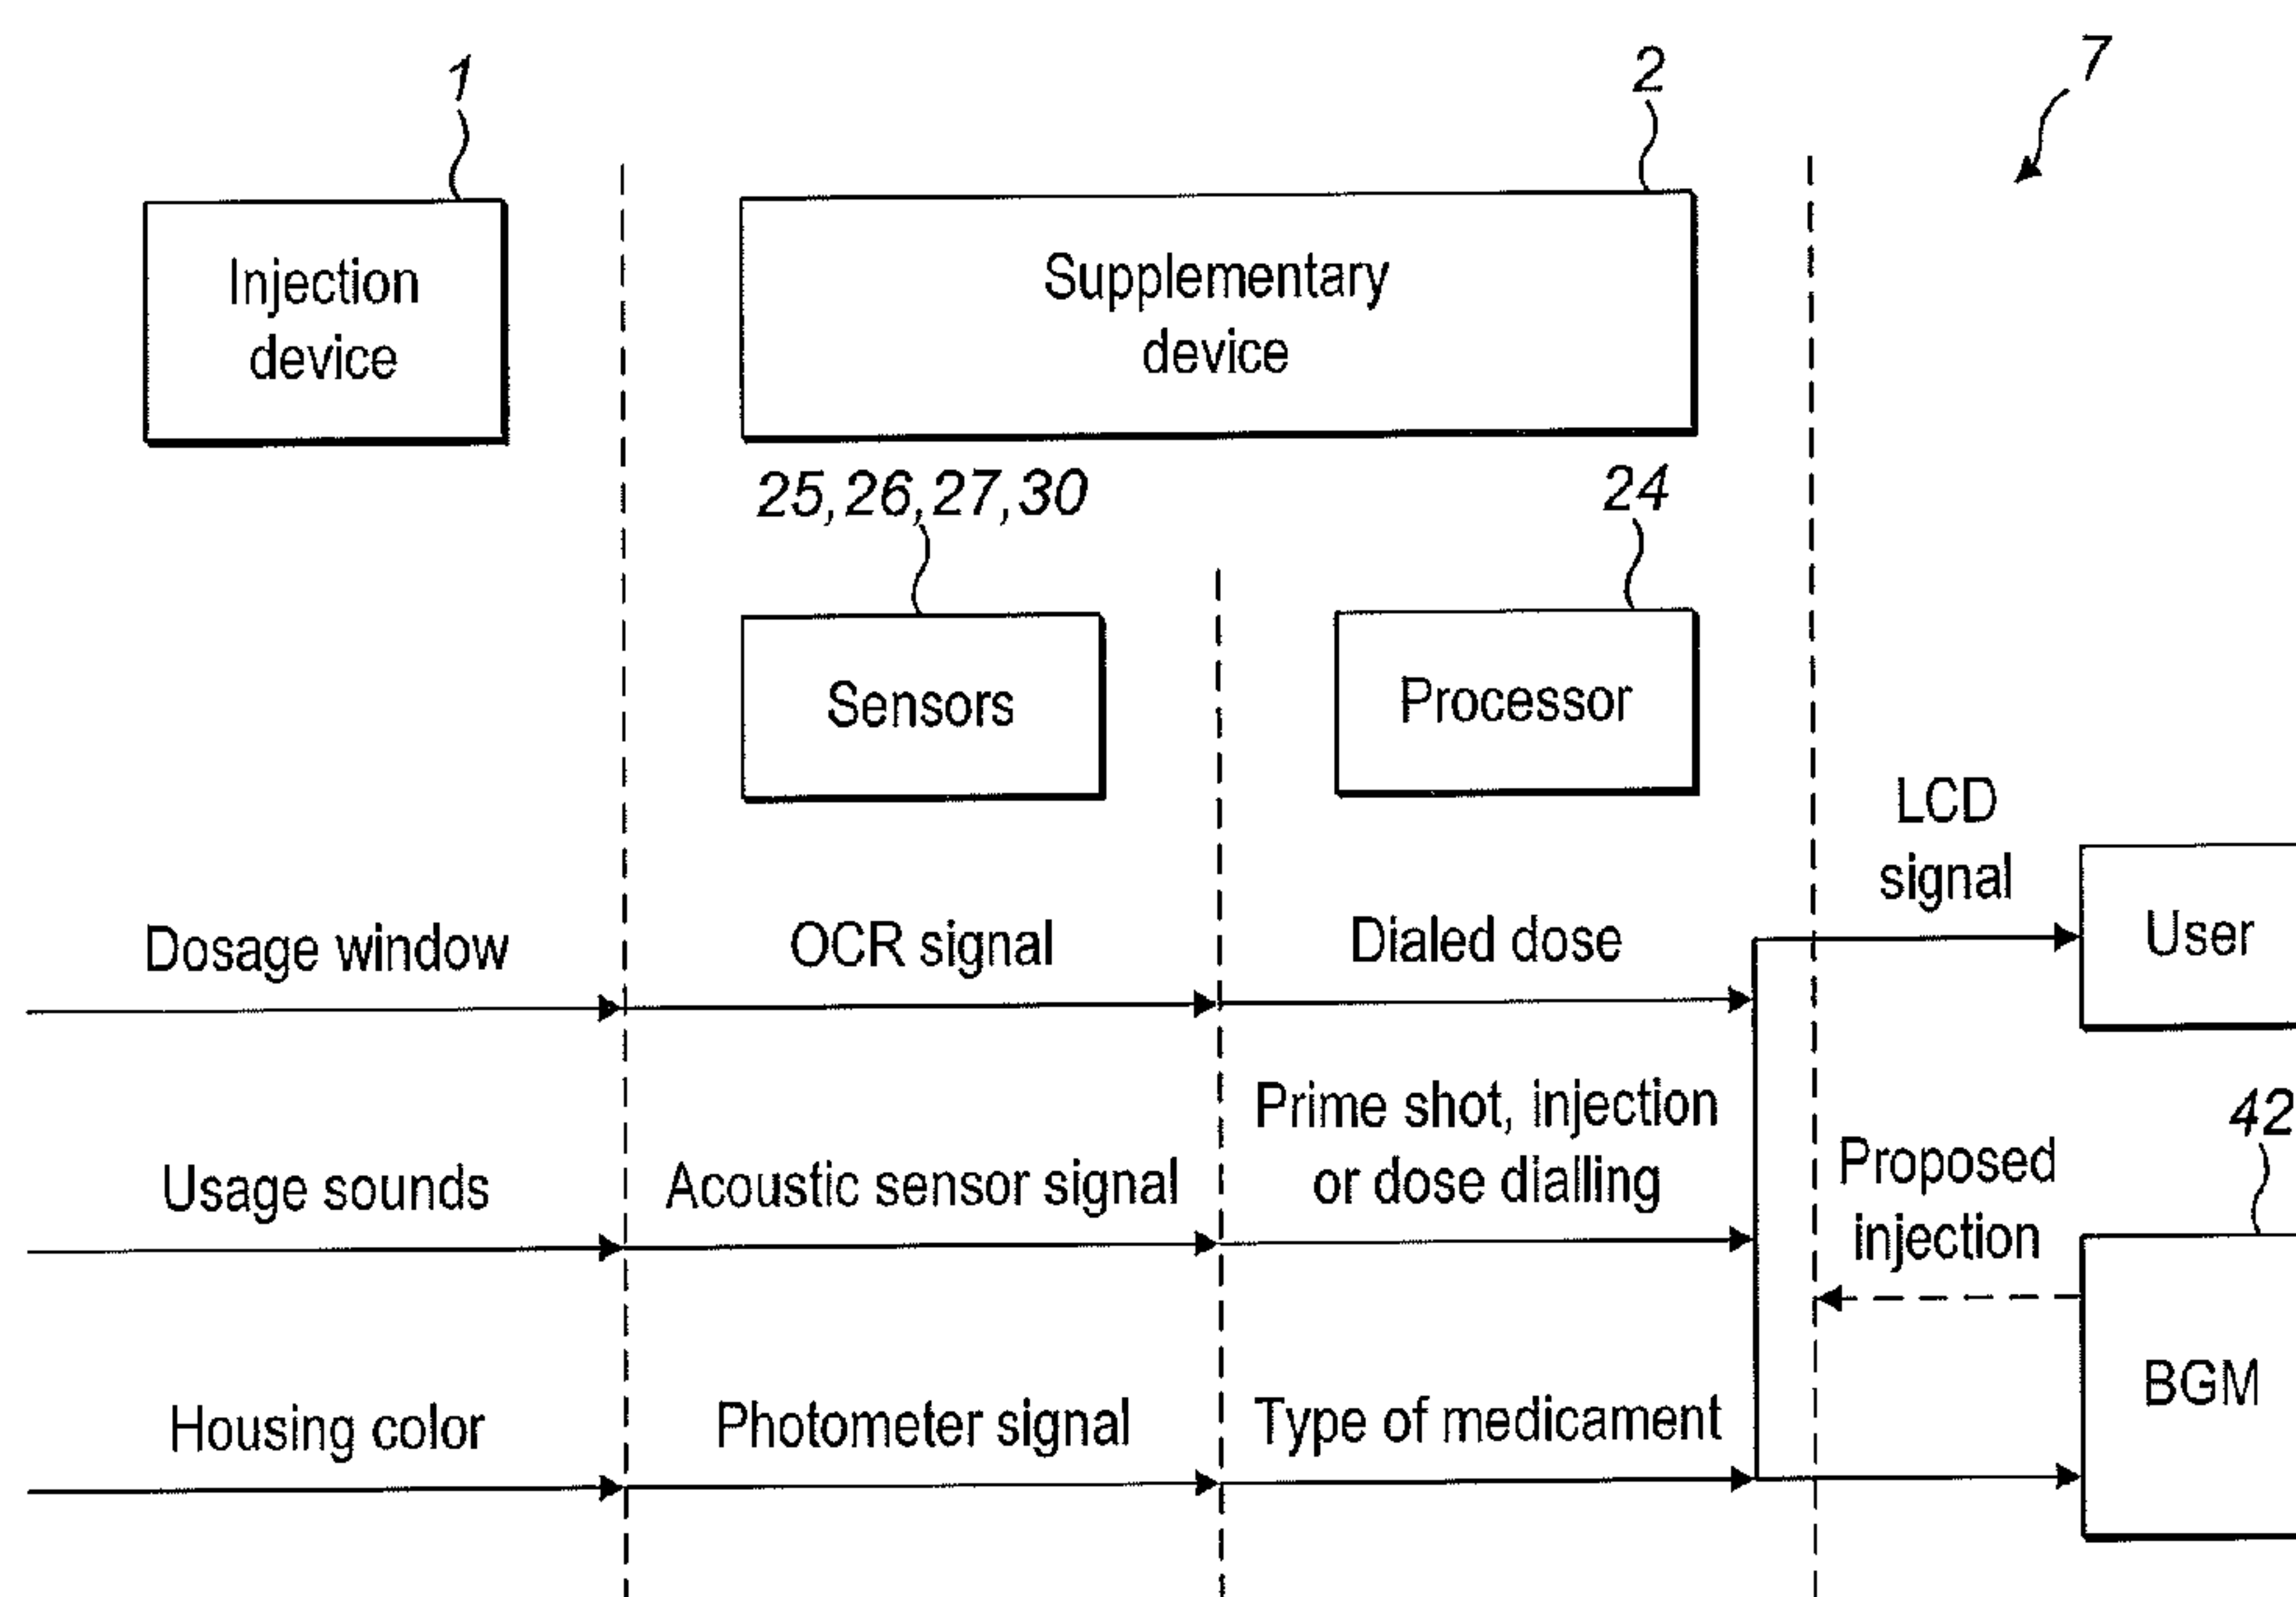 1
2
7
Injection
device
Supplementary
device
25, 26, 27, 30
24
Sensors
Processor
LCD
signal
User
Dosage window
OCR signal
Dialed dose
Prime shot, injection
or dose dialling
42
Proposed
injection
Usage sounds
Acoustic sensor signal
BGM
Housing color
Photometer signal
Type of medicament